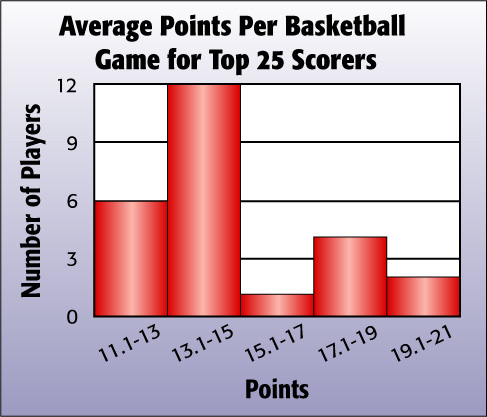 Average Points Per Basketball
Game for Top 25 Scorers
Number of Players
12
9
6
3
0
11.1-13
13.1-15
15.1-17
17.1-19
19.1-21
Points